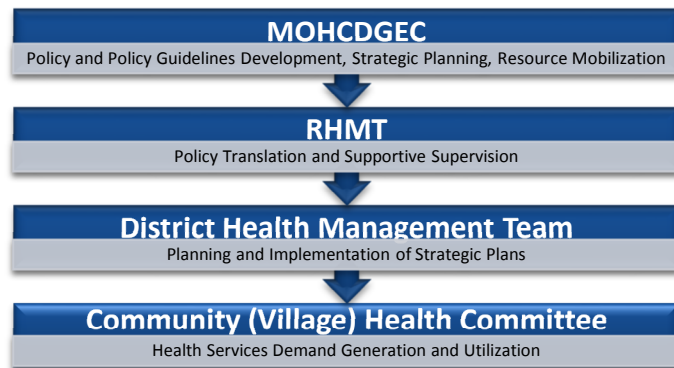 MOHCDGEC
Policy and Policy Guidelines Development, Strategic Planning, Resource Mobilization
RHMT
Policy Translation and Supportive Supervision
District Health Management Team
Planning and Implementation of Strategic Plans
Community (Village) Health Committee
Health Services Demand Generation and Utilization